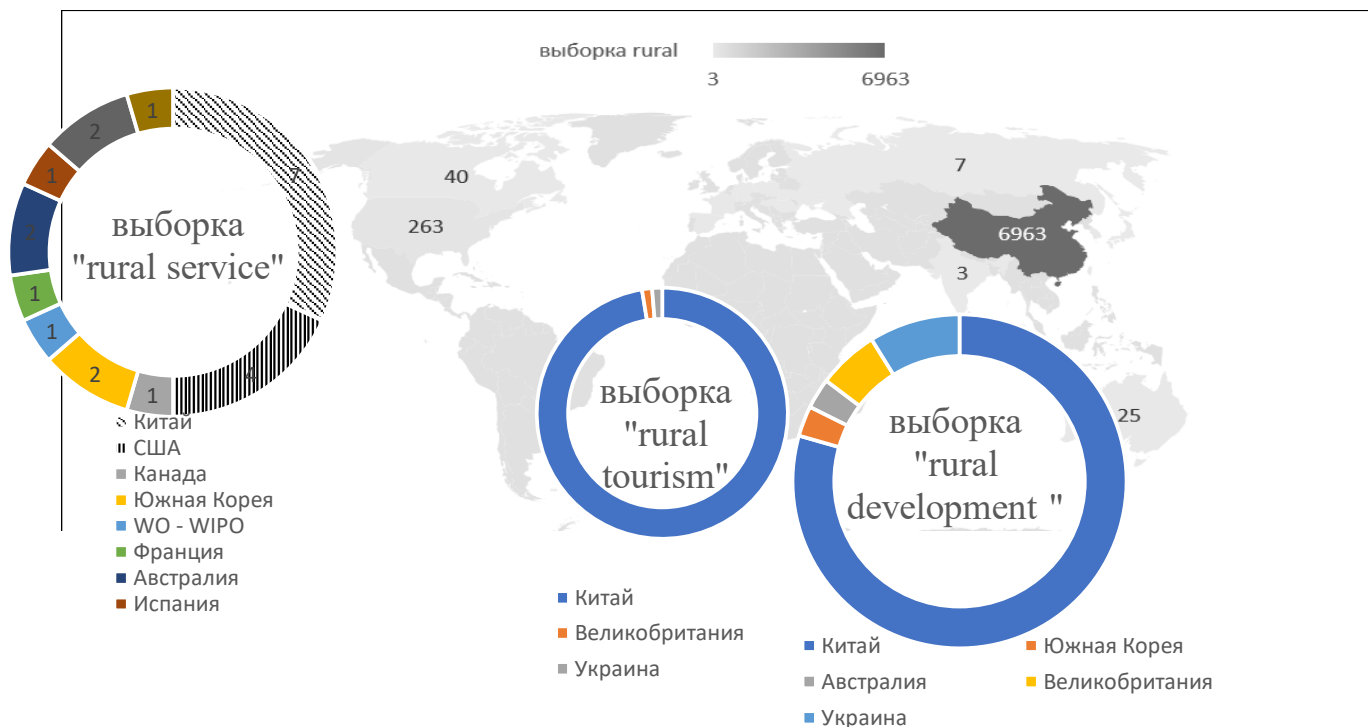 выборка rural
3 6963
40
263
7
6963
3
25
1
7
4
1
2
1
1
2
1
2
выборка
"rural service"
Китай
США
Канада
Южная Корея
WO - WIPO
Франция
Австралия
Испания
выборка
"rural
tourism"
Китай
Великобритания
Украина
выборка
"rural
development "
Китай Южная Корея
Австралия Великобритания
Украина